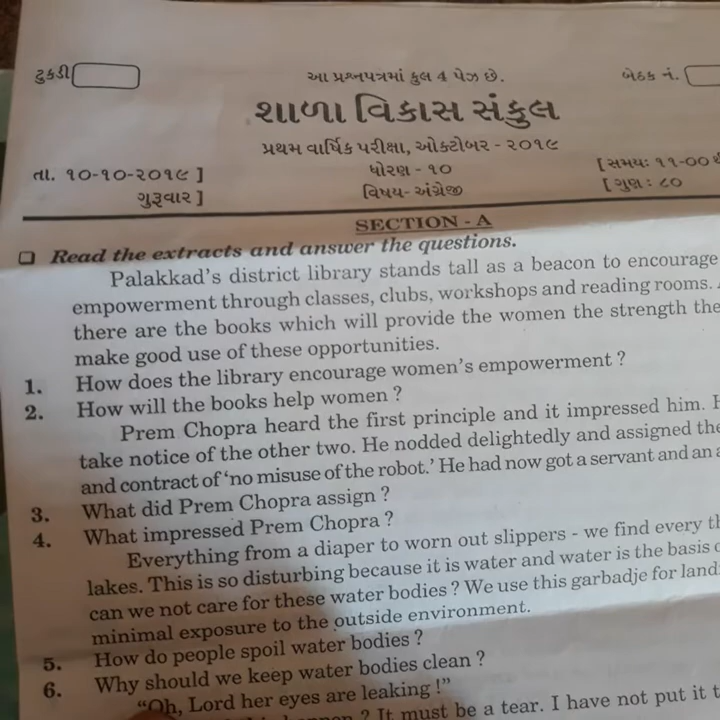 ટુકડી
આ પ્રશ્નપત્રમાં કુલ 4 પેઝ છે.
બેઠક નં.
શાળા વિકાસ સંકુલ
પ્રથમ વાર્ષિક પરીક્ષા, ઓક્ટોબર - ૨૦૧૯
તા. ૧૦-૧૦-૨૦૧૯ ]
ધોરણ - ૧૦
[ સમયઃ ૧૧-૦૦
ગુરૂવાર ]
વિષય- અંગ્રેજી
[ ગુણ : ૮૦
SECTION - A
❑ Read the extracts and answer the questions.
Palakkad's district library stands tall as a beacon to encourage
empowerment through classes, clubs, workshops and reading rooms.
there are the books which will provide the women the strength
make good use of these opportunities.
1. How does the library encourage women's empowerment ?
2. How will the books help women ?
Prem Chopra heard the first principle and it impressed him.
take notice of the other two. He nodded delightedly and assigned
and contract of 'no misuse of the robot.' He had now got a servant and an
3. What did Prem Chopra assign ?
4. What impressed Prem Chopra ?
Everything from a diaper to worn out slippers - we find every
lakes. This is so disturbing because it is water and water is the basis
can we not care for these water bodies ? We use this garbadje for land
minimal exposure to the outside environment.
5. How do people spoil water bodies ?
6. Why should we keep water bodies clean ?
"Oh, Lord her eyes are leaking !"
? It must be a tear. I have not put it